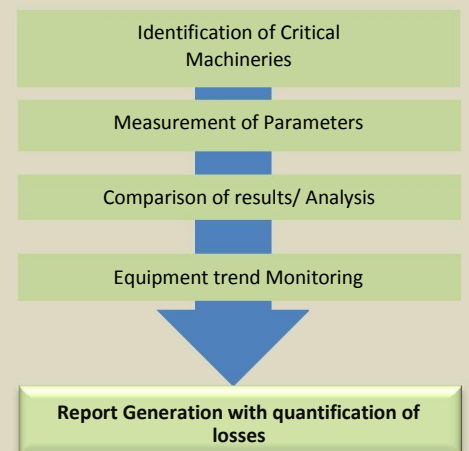 Identification of Critical
Machineries
Measurement of Parameters
Comparison of results/ Analysis
Equipment trend Monitoring
Report Generation with quantification of
losses